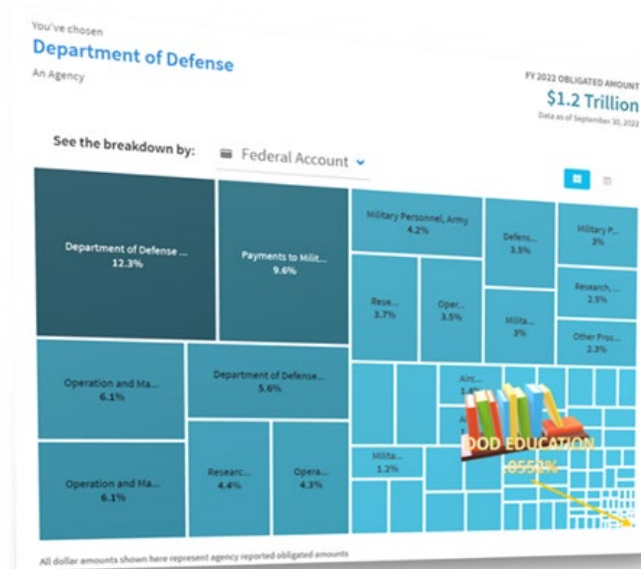 You've chosen
Department of Defense
An Agency
FY 2022 OBLIGATED AMOUNT
$1.2 Trillion
Data as of September 30, 2022
See the breakdown by:
Federal Account
Department of Defense ...
12.3%
Payments to Milit...
9.6%
Military Personnel, Army
4.2%
Defens...
3.5%
Military P...
3%
Rese...
3.7%
Oper...
3.5%
Milita...
3%
Research, ...
2.5%
Other Proc...
2.3%
Operation and Ma...
6.1%
Department of Defense...
5.6%
Airc...
Operation and Ma...
6.1%
Researc...
4.4%
Opera...
4.3%
Milita...
1.2%
DOD EDUCATION
.0552%
All dollar amounts shown here represent agency reported obligated amounts